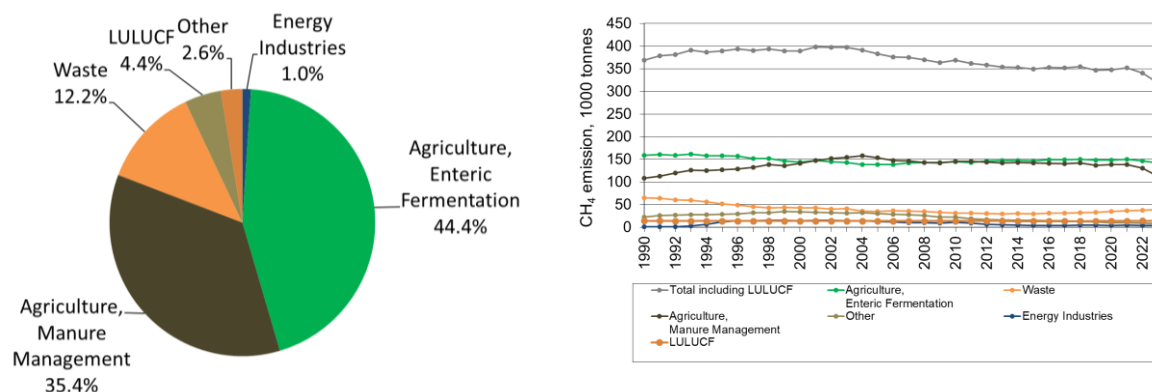 Other
2.6%
Energy
Industries
1.0%
LULUCF
4.4%
Waste
12.2%
Agriculture,
Enteric
Fermentation
44.4%
Agriculture,
Manure
Management
35.4%
CH₄ emission, 1000 tonnes
450
400
350
300
250
200
150
100
50
0
1990
1992
1994
1996
1998
2000
2002
2004
2006
2008
2010
2012
2014
2016
2018
2020
2022
Total including LULUCF
Agriculture,
Enteric Fermentation
Waste
Agriculture,
Manure Management
Other
Energy Industries
LULUCF